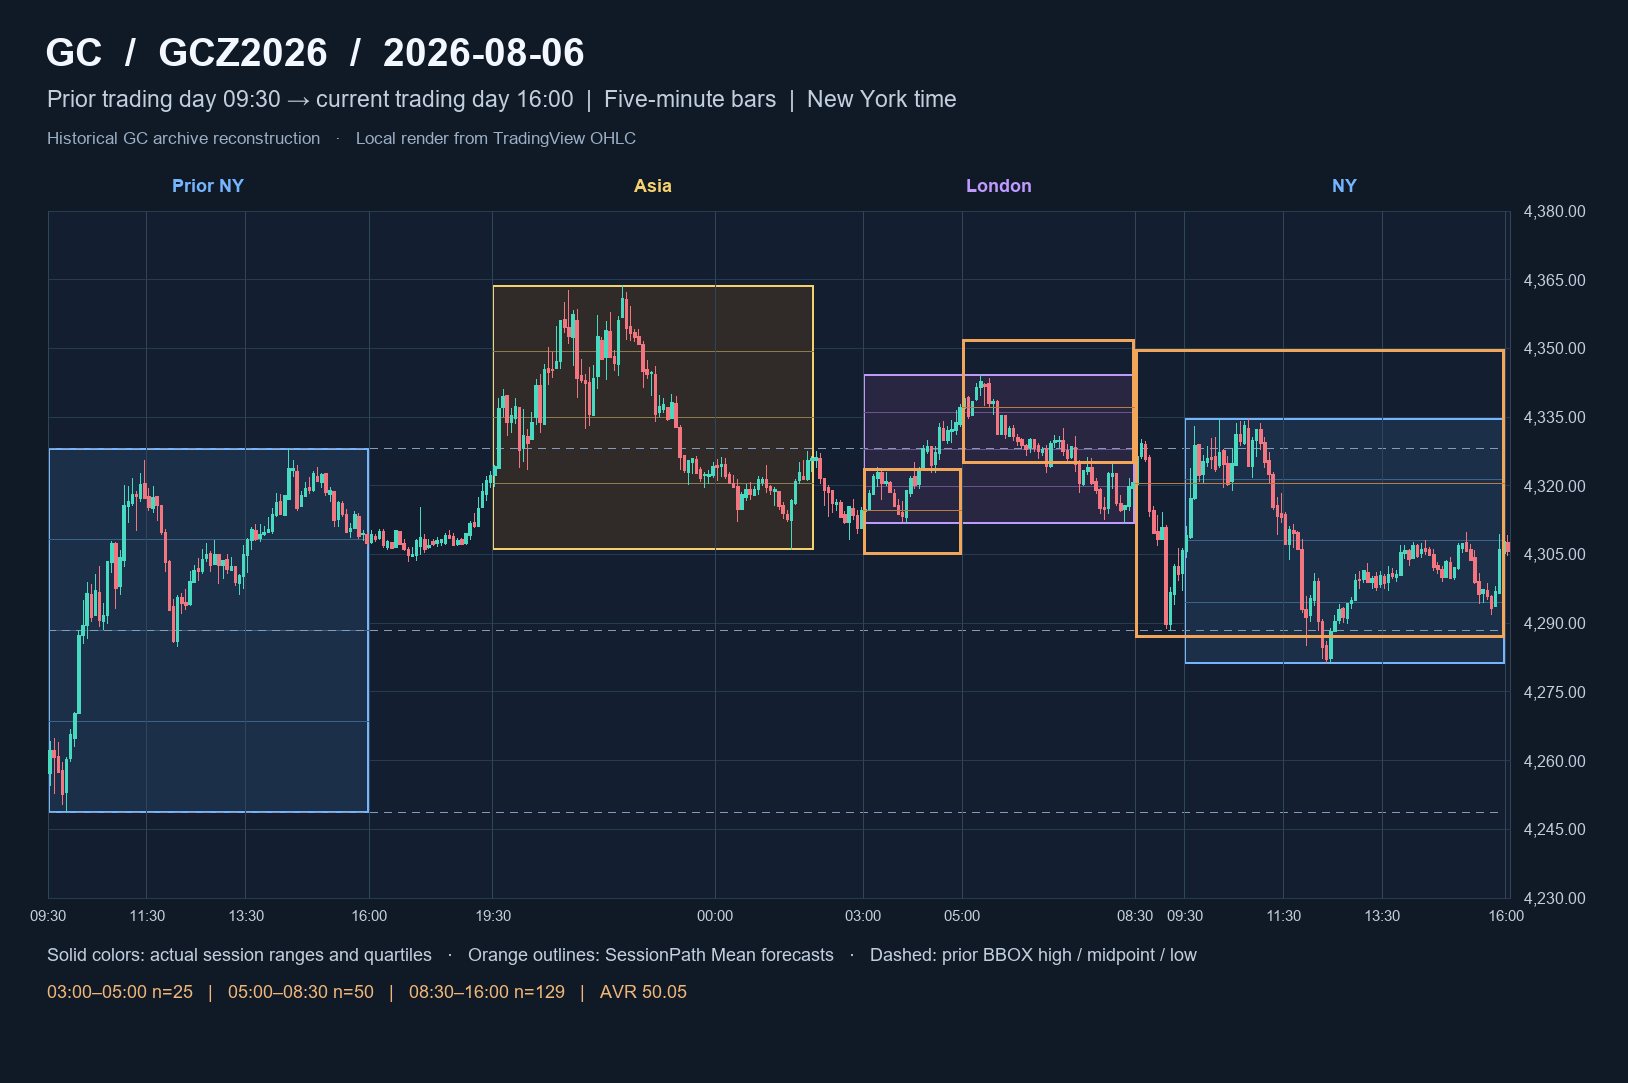 GC / GCZ2026 / 2026-08-06
Prior trading day 09:30 → current trading day 16:00 | Five-minute bars | New York time
Historical GC archive reconstruction · Local render from TradingView OHLC
Prior NY Asia London NY
4,380.00
4,365.00
4,350.00
4,335.00
4,320.00
4,305.00
4,290.00
4,275.00
4,260.00
4,245.00
4,230.00
09:30 11:30 13:30 16:00 19:30 00:00 03:00 05:00 08:30 09:30 11:30 13:30 16:00
Solid colors: actual session ranges and quartiles · Orange outlines: SessionPath Mean forecasts · Dashed: prior BBOX high / midpoint / low
03:00–05:00 n=25 | 05:00–08:30 n=50 | 08:30–16:00 n=129 | AVR 50.05